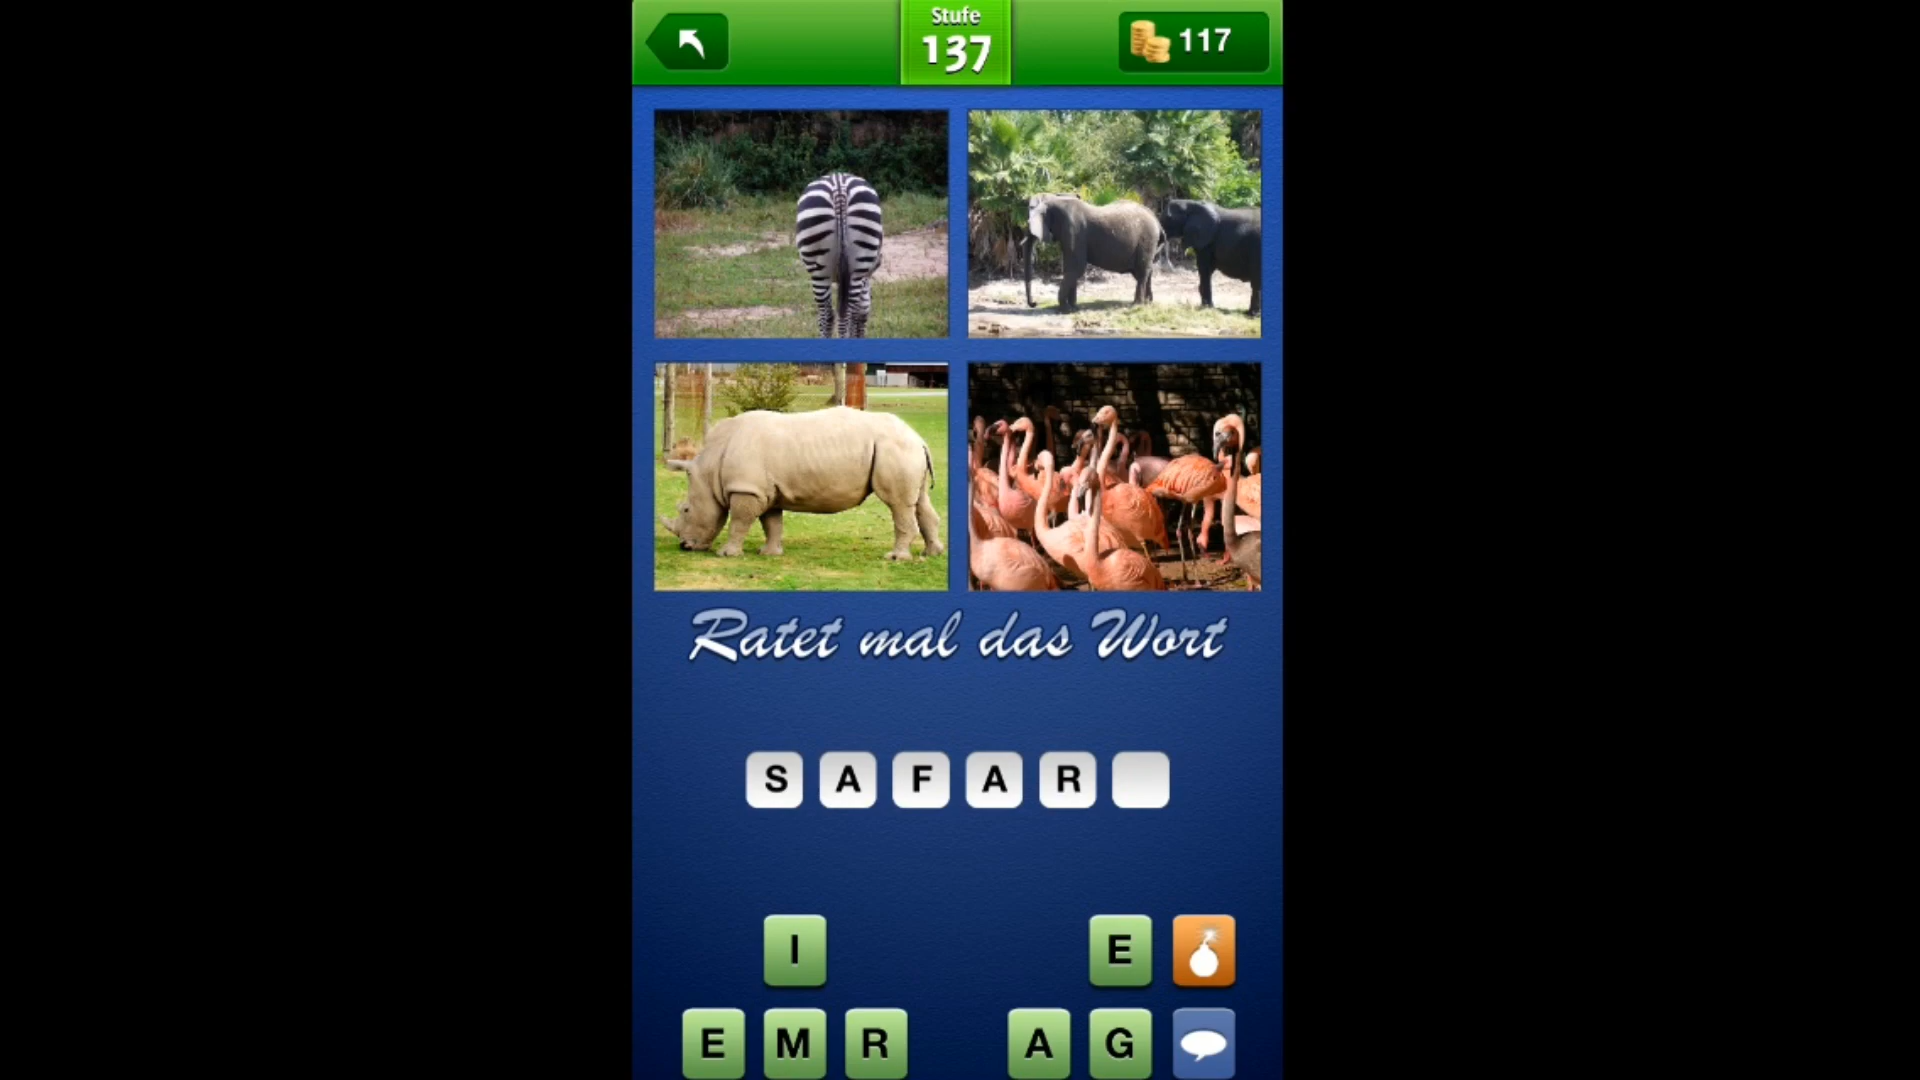 Stufe
137
117
Ratet mal das Wort
S A F A R
I E
E M R A G